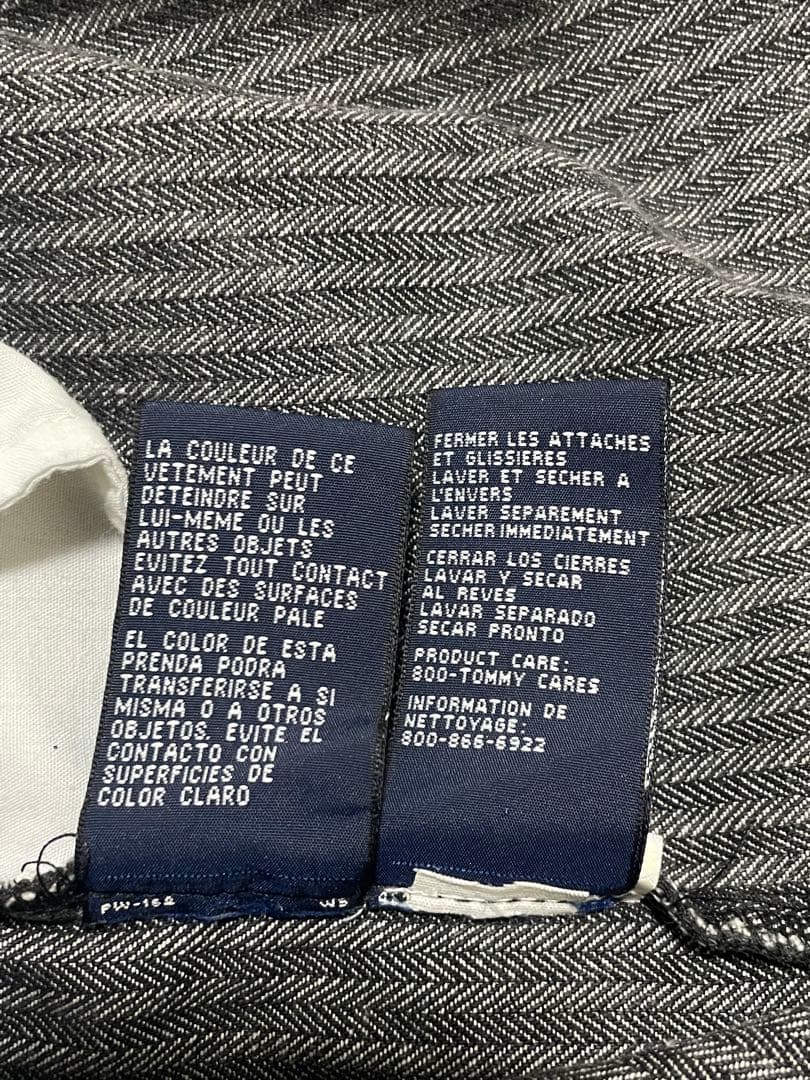 LA COULEUR DE CE
VETEMENT PEUT
DETEINDRE SUR
LUI-MEME OU LES
AUTRES OBJETS
EVITEZ TOUT CONTACT
AVEC DES SURFACES
DE COULEUR PALE
EL COLOR DE ESTA
PRENDA PODRA
TRANSFERIRSE A SI
MISMA O A OTROS
OBJETOS. EVITE EL
CONTACTO CON
SUPERFICIES DE
COLOR CLARO
FERMER LES ATTACHES
ET GLISSIERES
LAVER ET SECHER A
L'ENVERS
LAVER SEPAREMENT
SECHER IMMEDIATEMENT
CERRAR LOS CIERRES
LAVAR Y SECAR
AL REVES
LAVAR SEPARADO
SECAR PRONTO
PRODUCT CARE:
800-TOMMY CARES
INFORMATION DE
NETTOYAGE:
800-866-6922